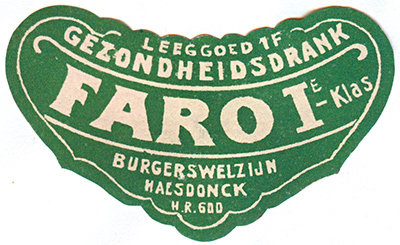 LEEGGOED 1F
GEZONDHEIDSDRANK
FARO IE-Klas
BURGERSWELZIJN
HAESDONCK
H.R. 600